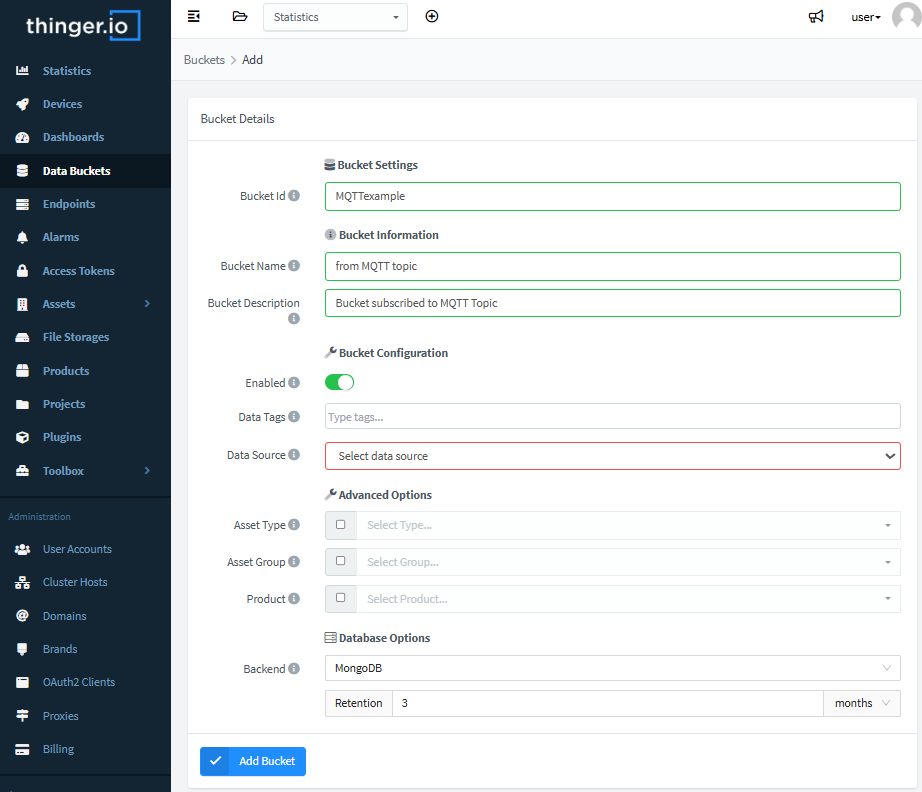 thinger.io
Statistics
Devices
Dashboards
Data Buckets
Endpoints
Alarms
Access Tokens
Assets
File Storages
Products
Projects
Plugins
Toolbox
Administration
User Accounts
Cluster Hosts
Domains
Brands
OAuth2 Clients
Proxies
Billing
Statistics
user
Buckets > Add
Bucket Details
Bucket Settings
Bucket Id MQTTexample
Bucket Information
Bucket Name from MQTT topic
Bucket Description Bucket subscribed to MQTT Topic
Bucket Configuration
Enabled
Data Tags Type tags...
Data Source Select data source
Advanced Options
Asset Type Select Type...
Asset Group Select Group...
Product Select Product...
Database Options
Backend MongoDB
Retention 3 months
Add Bucket